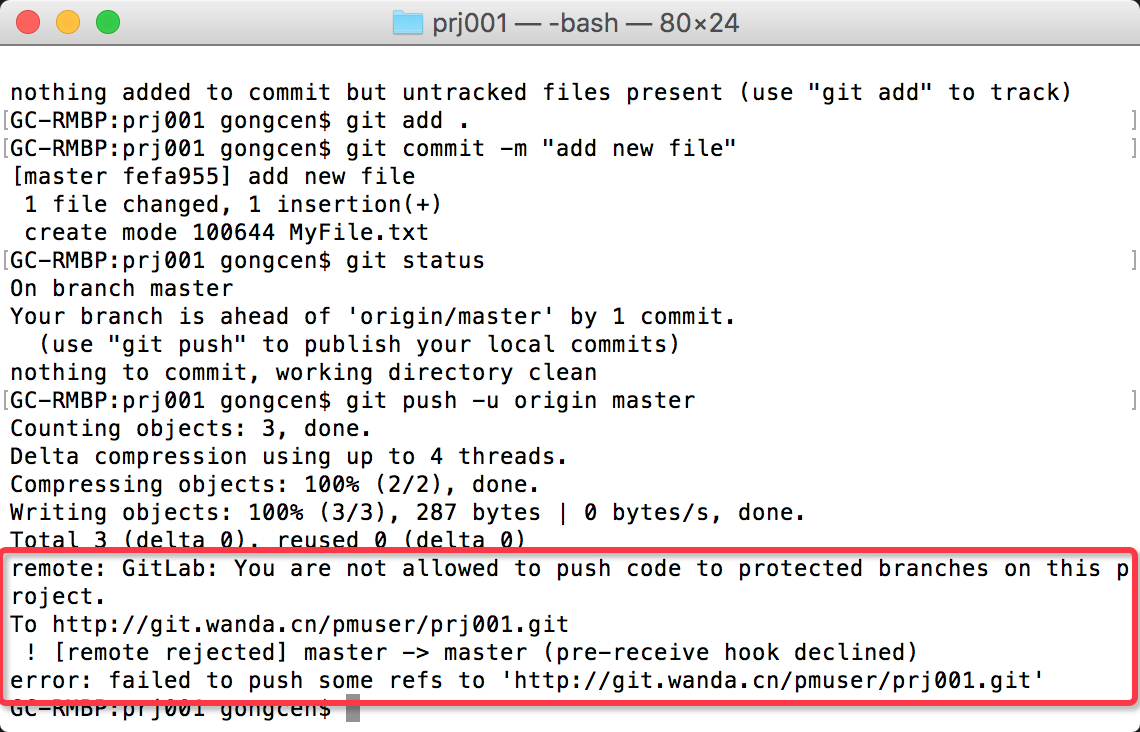 prj001 — -bash — 80×24
nothing added to commit but untracked files present (use "git add" to track)
[GC-RMBP:prj001 gongcen$ git add .                                              ]
[GC-RMBP:prj001 gongcen$ git commit -m "add new file"                           ]
[master fefa955] add new file
 1 file changed, 1 insertion(+)
 create mode 100644 MyFile.txt
[GC-RMBP:prj001 gongcen$ git status                                             ]
On branch master
Your branch is ahead of 'origin/master' by 1 commit.
  (use "git push" to publish your local commits)
nothing to commit, working directory clean
[GC-RMBP:prj001 gongcen$ git push -u origin master                              ]
Counting objects: 3, done.
Delta compression using up to 4 threads.
Compressing objects: 100% (2/2), done.
Writing objects: 100% (3/3), 287 bytes | 0 bytes/s, done.
Total 3 (delta 0), reused 0 (delta 0)
remote: GitLab: You are not allowed to push code to protected branches on this p
roject.
To http://git.wanda.cn/pmuser/prj001.git
 ! [remote rejected] master -> master (pre-receive hook declined)
error: failed to push some refs to 'http://git.wanda.cn/pmuser/prj001.git'
GC-RMBP:prj001 gongcen$